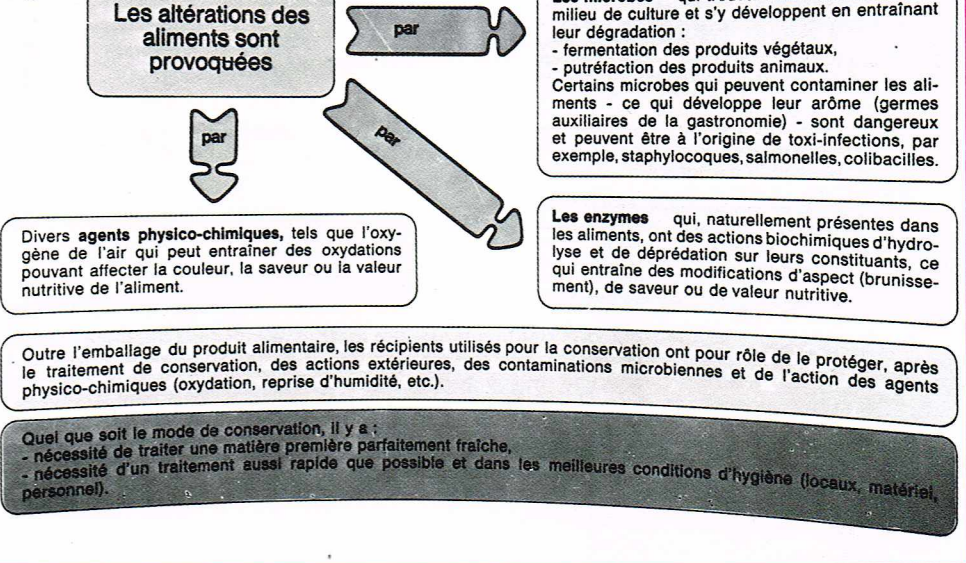 Les altérations des
aliments sont
provoquées
par
milieu de culture et s'y développent en entraînant
leur dégradation :
- fermentation des produits végétaux,
- putréfaction des produits animaux.
Certains microbes qui peuvent contaminer les ali-
ments - ce qui développe leur arôme (germes
auxiliaires de la gastronomie) - sont dangereux
et peuvent être à l'origine de toxi-infections, par
exemple, staphylocoques, salmonelles, colibacilles.
par
par
Les enzymes qui, naturellement présentes dans
les aliments, ont des actions biochimiques d'hydro-
lyse et de déprédation sur leurs constituants, ce
qui entraîne des modifications d'aspect (brunisse-
ment), de saveur ou de valeur nutritive.
Divers agents physico-chimiques, tels que l'oxy-
gène de l'air qui peut entraîner des oxydations
pouvant affecter la couleur, la saveur ou la valeur
nutritive de l'aliment.
Outre l'emballage du produit alimentaire, les récipients utilisés pour la conservation ont pour rôle de le protéger, après
le traitement de conservation, des actions extérieures, des contaminations microbiennes et de l'action des agents
physico-chimiques (oxydation, reprise d'humidité, etc.).
Quel que soit le mode de conservation, il y a :
- nécessité de traiter une matière première parfaitement fraîche,
- nécessité d'un traitement aussi rapide que possible et dans les meilleures conditions d'hygiène (locaux, matériel,
personnel).